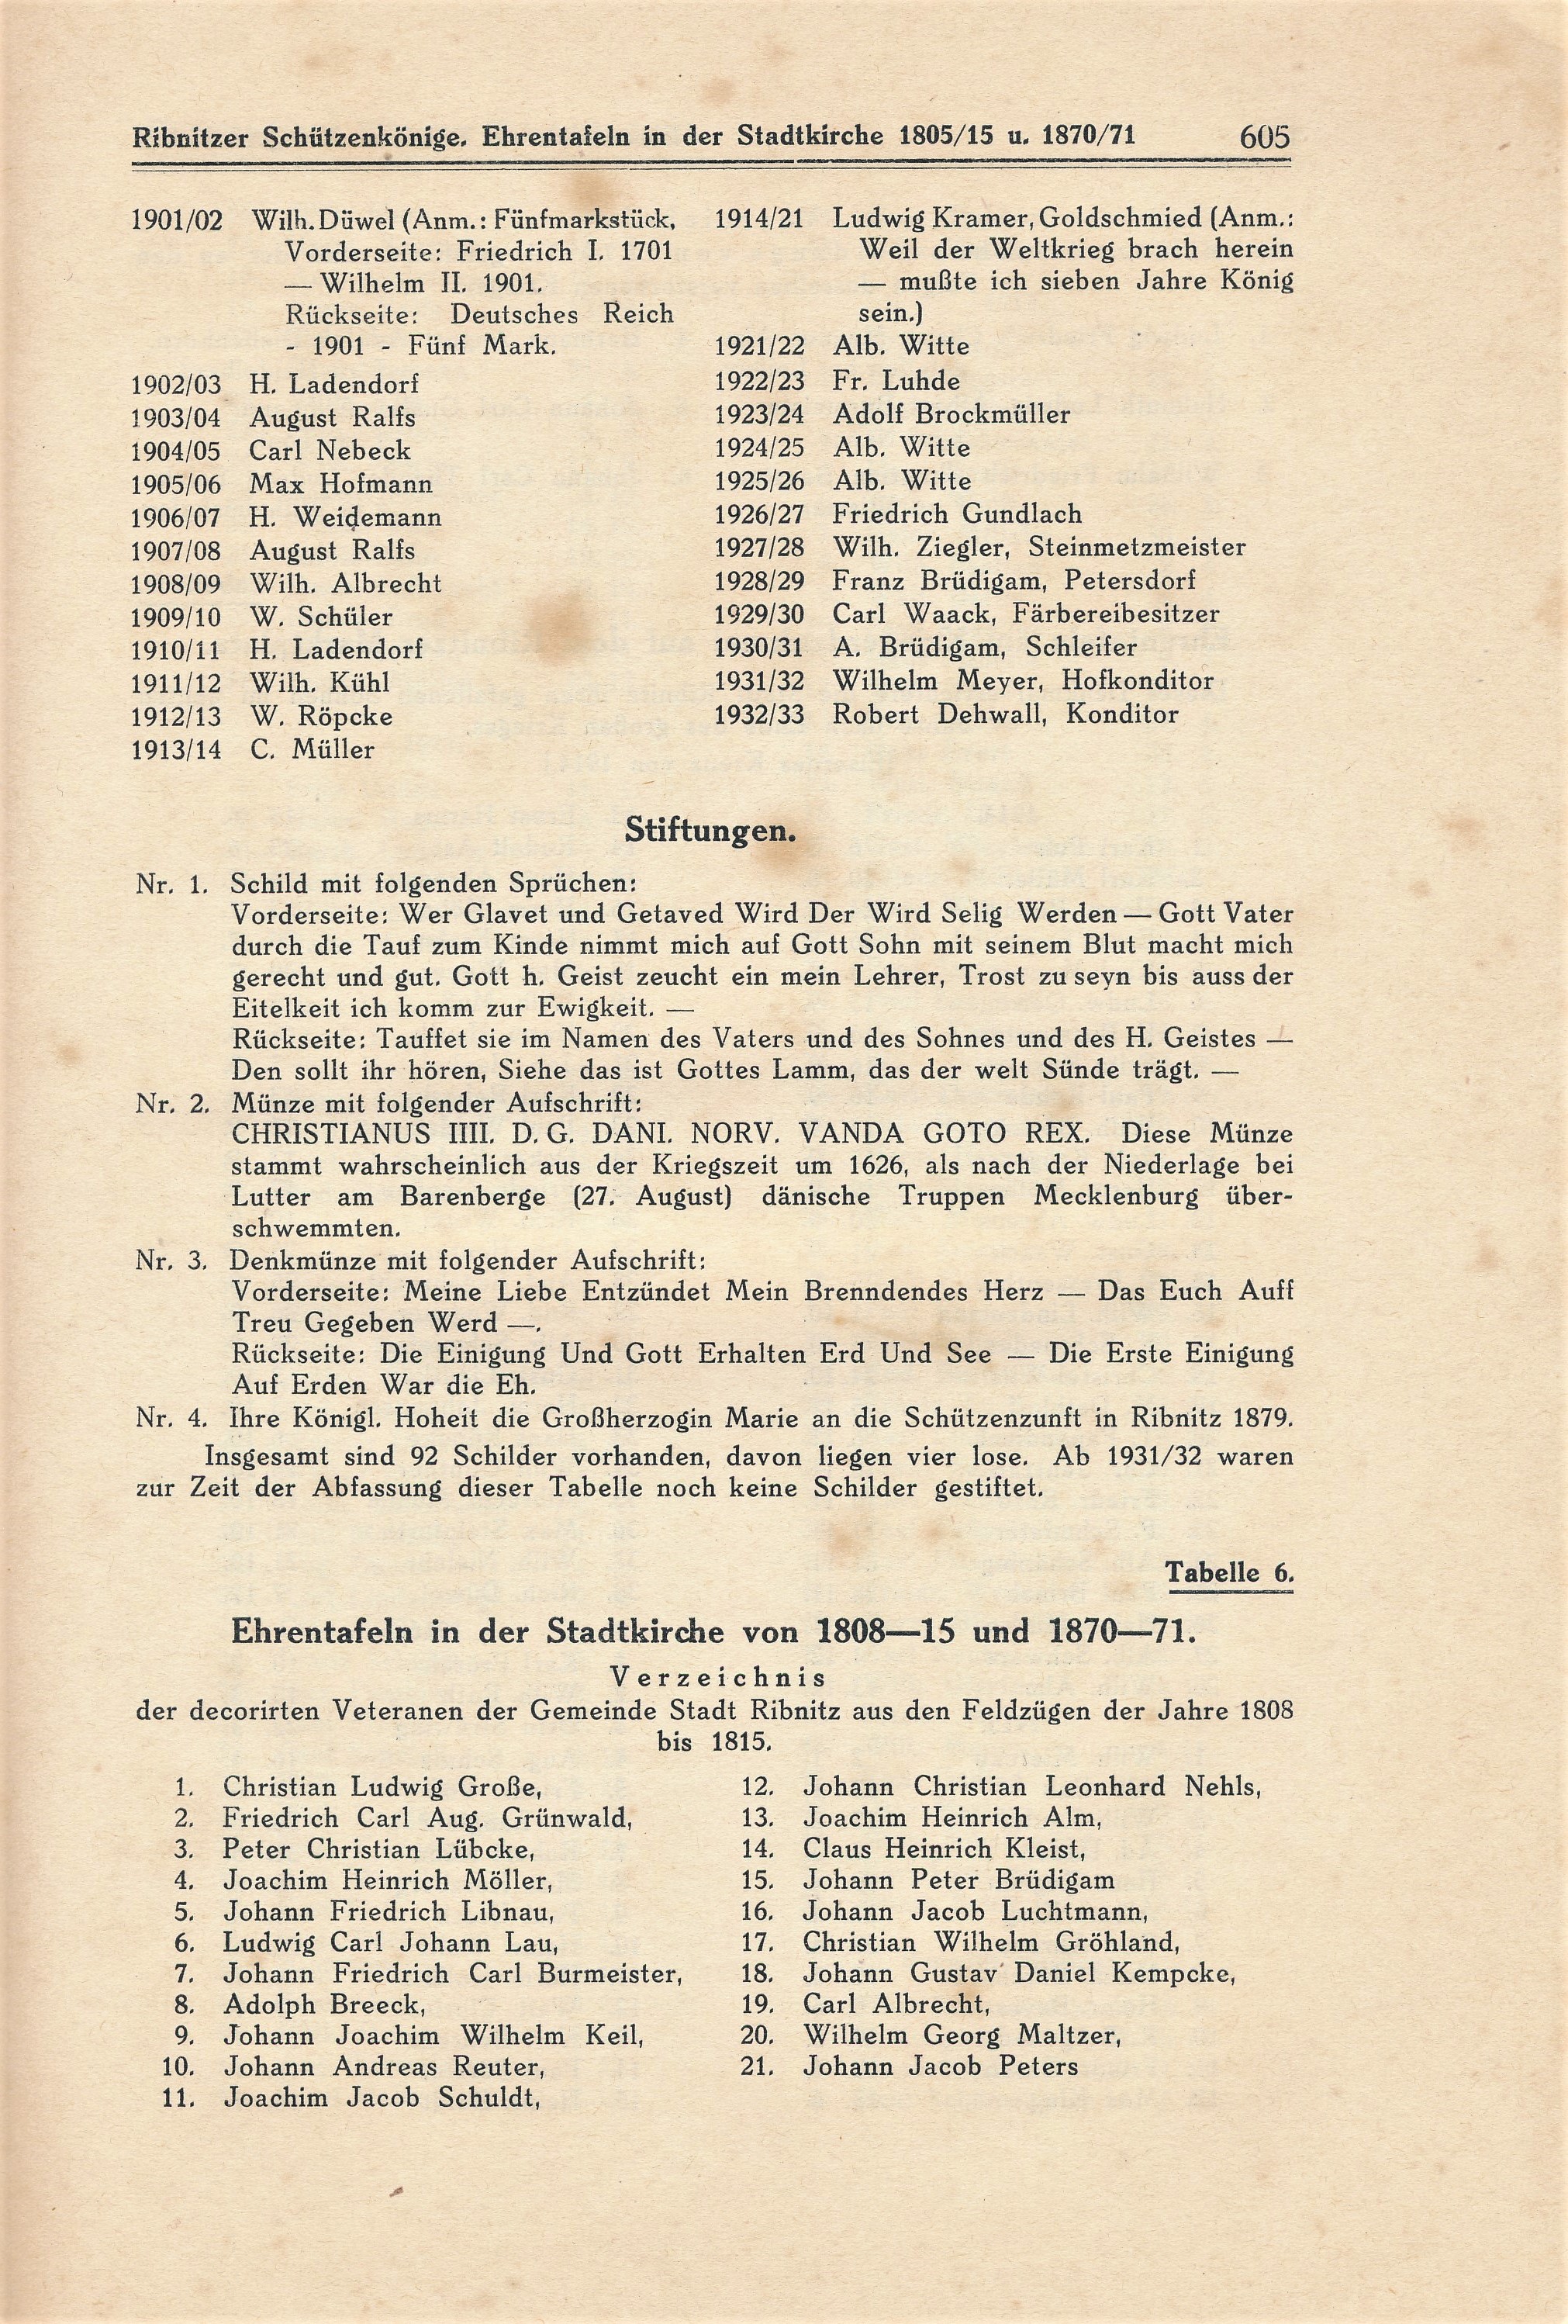 Ribnitzer Schützenkönige. Ehrentafeln in der Stadtkirche 1805/15 u. 1870/71 605
1901/02 Wilh. Düwel (Anm.: Fünfmarkstück,
Vorderseite: Friedrich I. 1701
— Wilhelm II. 1901.
Rückseite: Deutsches Reich
- 1901 - Fünf Mark.
1902/03 H. Ladendorf
1903/04 August Ralfs
1904/05 Carl Nebeck
1905/06 Max Hofmann
1906/07 H. Weidemann
1907/08 August Ralfs
1908/09 Wilh. Albrecht
1909/10 W. Schüler
1910/11 H. Ladendorf
1911/12 Wilh. Kühl
1912/13 W. Röpcke
1913/14 C. Müller
1914/21 Ludwig Kramer, Goldschmied (Anm.:
Weil der Weltkrieg brach herein
— mußte ich sieben Jahre König
sein.)
1921/22 Alb. Witte
1922/23 Fr. Luhde
1923/24 Adolf Brockmüller
1924/25 Alb. Witte
1925/26 Alb. Witte
1926/27 Friedrich Gundlach
1927/28 Wilh. Ziegler, Steinmetzmeister
1928/29 Franz Brüdigam, Petersdorf
1929/30 Carl Waack, Färbereibesitzer
1930/31 A. Brüdigam, Schleifer
1931/32 Wilhelm Meyer, Hofkonditor
1932/33 Robert Dehwall, Konditor
Stiftungen.
Nr. 1. Schild mit folgenden Sprüchen:
Vorderseite: Wer Glavet und Getaved Wird Der Wird Selig Werden — Gott Vater
durch die Tauf zum Kinde nimmt mich auf Gott Sohn mit seinem Blut macht mich
gerecht und gut. Gott h. Geist zeucht ein mein Lehrer, Trost zu seyn bis auss der
Eitelkeit ich komm zur Ewigkeit. —
Rückseite: Tauffet sie im Namen des Vaters und des Sohnes und des H. Geistes —
Den sollt ihr hören, Siehe das ist Gottes Lamm, das der welt Sünde trägt. —
Nr. 2. Münze mit folgender Aufschrift:
CHRISTIANUS IIII. D. G. DANI. NORV. VANDA GOTO REX. Diese Münze
stammt wahrscheinlich aus der Kriegszeit um 1626, als nach der Niederlage bei
Lutter am Barenberge (27. August) dänische Truppen Mecklenburg über-
schwemmten.
Nr. 3. Denkmünze mit folgender Aufschrift:
Vorderseite: Meine Liebe Entzündet Mein Brenndendes Herz — Das Euch Auff
Treu Gegeben Werd —.
Rückseite: Die Einigung Und Gott Erhalten Erd Und See — Die Erste Einigung
Auf Erden War die Eh.
Nr. 4. Ihre Königl. Hoheit die Großherzogin Marie an die Schützenzunft in Ribnitz 1879.
Insgesamt sind 92 Schilder vorhanden, davon liegen vier lose. Ab 1931/32 waren
zur Zeit der Abfassung dieser Tabelle noch keine Schilder gestiftet.
Tabelle 6.
Ehrentafeln in der Stadtkirche von 1808—15 und 1870—71.
Verzeichnis
der decorirten Veteranen der Gemeinde Stadt Ribnitz aus den Feldzügen der Jahre 1808
bis 1815.
1. Christian Ludwig Große,
2. Friedrich Carl Aug. Grünwald,
3. Peter Christian Lübcke,
4. Joachim Heinrich Möller,
5. Johann Friedrich Libnau,
6. Ludwig Carl Johann Lau,
7. Johann Friedrich Carl Burmeister,
8. Adolph Breeck,
9. Johann Joachim Wilhelm Keil,
10. Johann Andreas Reuter,
11. Joachim Jacob Schuldt,
12. Johann Christian Leonhard Nehls,
13. Joachim Heinrich Alm,
14. Claus Heinrich Kleist,
15. Johann Peter Brüdigam
16. Johann Jacob Luchtmann,
17. Christian Wilhelm Gröhland,
18. Johann Gustav Daniel Kempcke,
19. Carl Albrecht,
20. Wilhelm Georg Maltzer,
21. Johann Jacob Peters